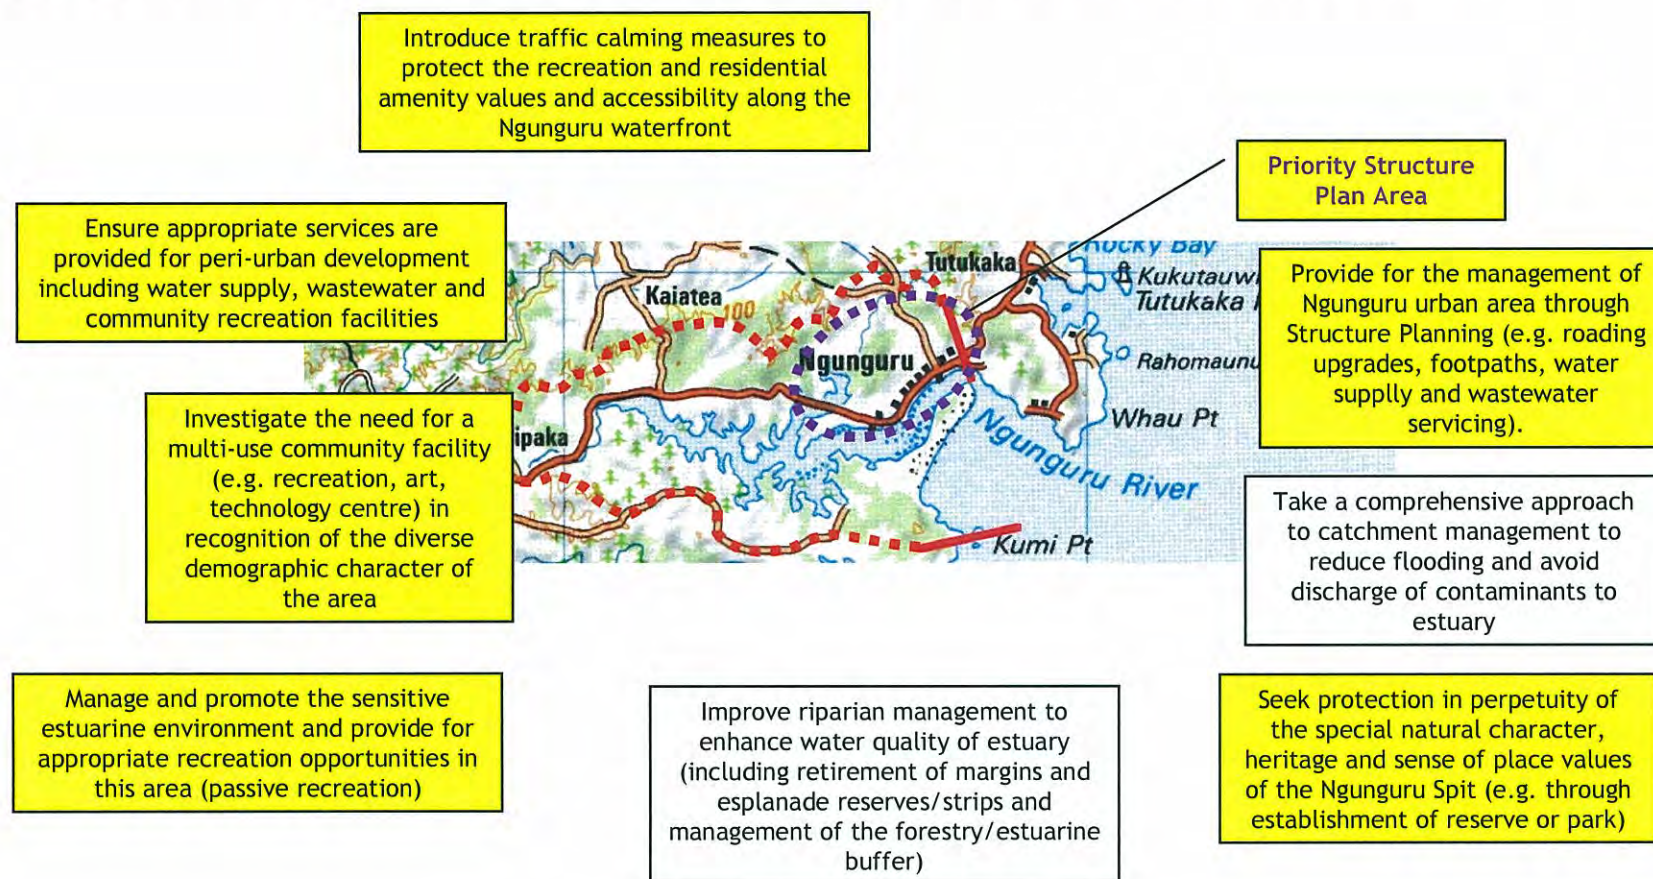 Introduce traffic calming measures to
protect the recreation and residential
amenity values and accessibility along the
Ngunguru waterfront
Priority Structure
Plan Area
Ensure appropriate services are
provided for peri-urban development
including water supply, wastewater and
community recreation facilities
Rocky Bay
Tutukaka
Kukutauw
Tutukaka
Kaiatea
100
Ngunguru
Rahomaunu
Whau Pt
ipaka
Ngunguru River
Kumi Pt
Provide for the management of
Ngunguru urban area through
Structure Planning (e.g. roading
upgrades, footpaths, water
supplly and wastewater
servicing).
Investigate the need for a
multi-use community facility
(e.g. recreation, art,
technology centre) in
recognition of the diverse
demographic character of
the area
Take a comprehensive approach
to catchment management to
reduce flooding and avoid
discharge of contaminants to
estuary
Manage and promote the sensitive
estuarine environment and provide for
appropriate recreation opportunities in
this area (passive recreation)
Improve riparian management to
enhance water quality of estuary
(including retirement of margins and
esplanade reserves/strips and
management of the forestry/estuarine
buffer)
Seek protection in perpetuity of
the special natural character,
heritage and sense of place values
of the Ngunguru Spit (e.g. through
establishment of reserve or park)